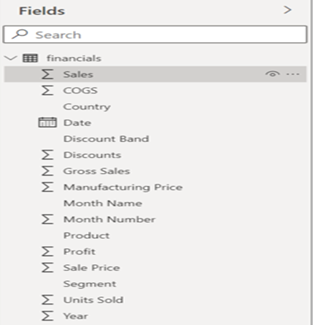 Fields
Search
financials
Sales
COGS
Country
Date
Discount Band
Discounts
Gross Sales
Manufacturing Price
Month Name
Month Number
Product
Profit
Sale Price
Segment
Units Sold
Year